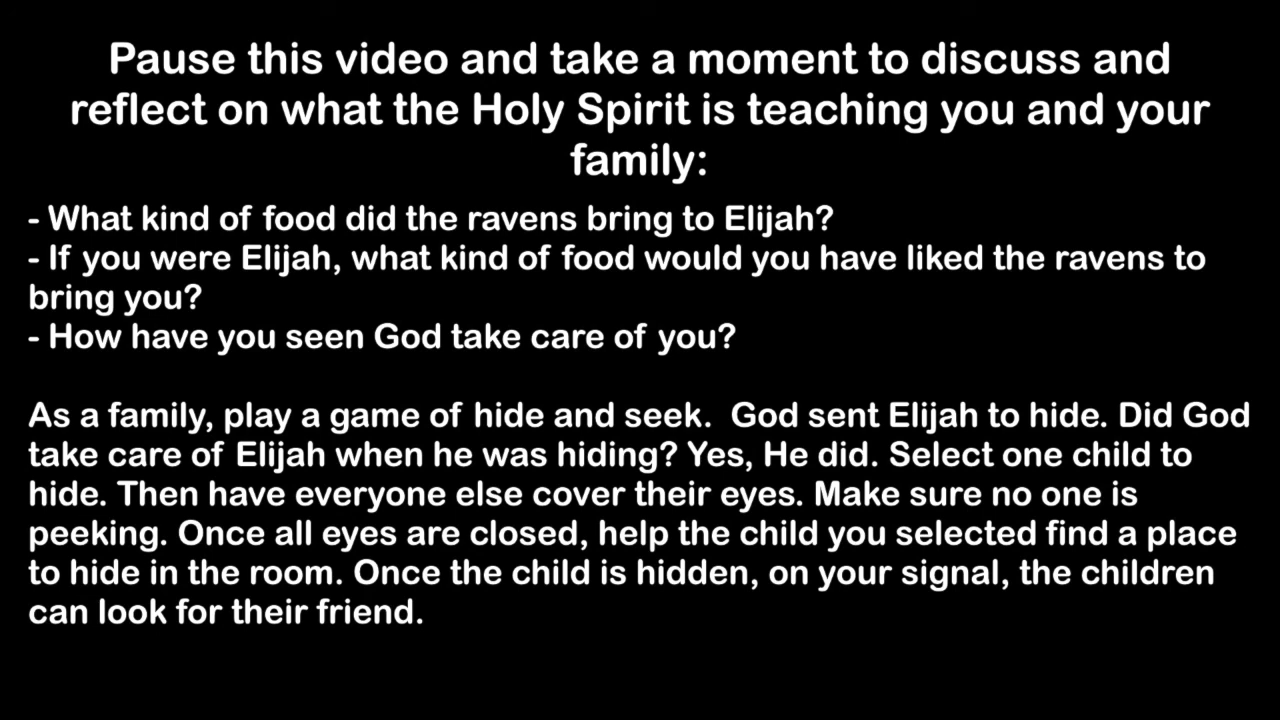 Pause this video and take a moment to discuss and
reflect on what the Holy Spirit is teaching you and your
family:
- What kind of food did the ravens bring to Elijah?
- If you were Elijah, what kind of food would you have liked the ravens to
bring you?
- How have you seen God take care of you?
As a family, play a game of hide and seek.  God sent Elijah to hide. Did God
take care of Elijah when he was hiding? Yes, He did. Select one child to
hide. Then have everyone else cover their eyes. Make sure no one is
peeking. Once all eyes are closed, help the child you selected find a place
to hide in the room. Once the child is hidden, on your signal, the children
can look for their friend.